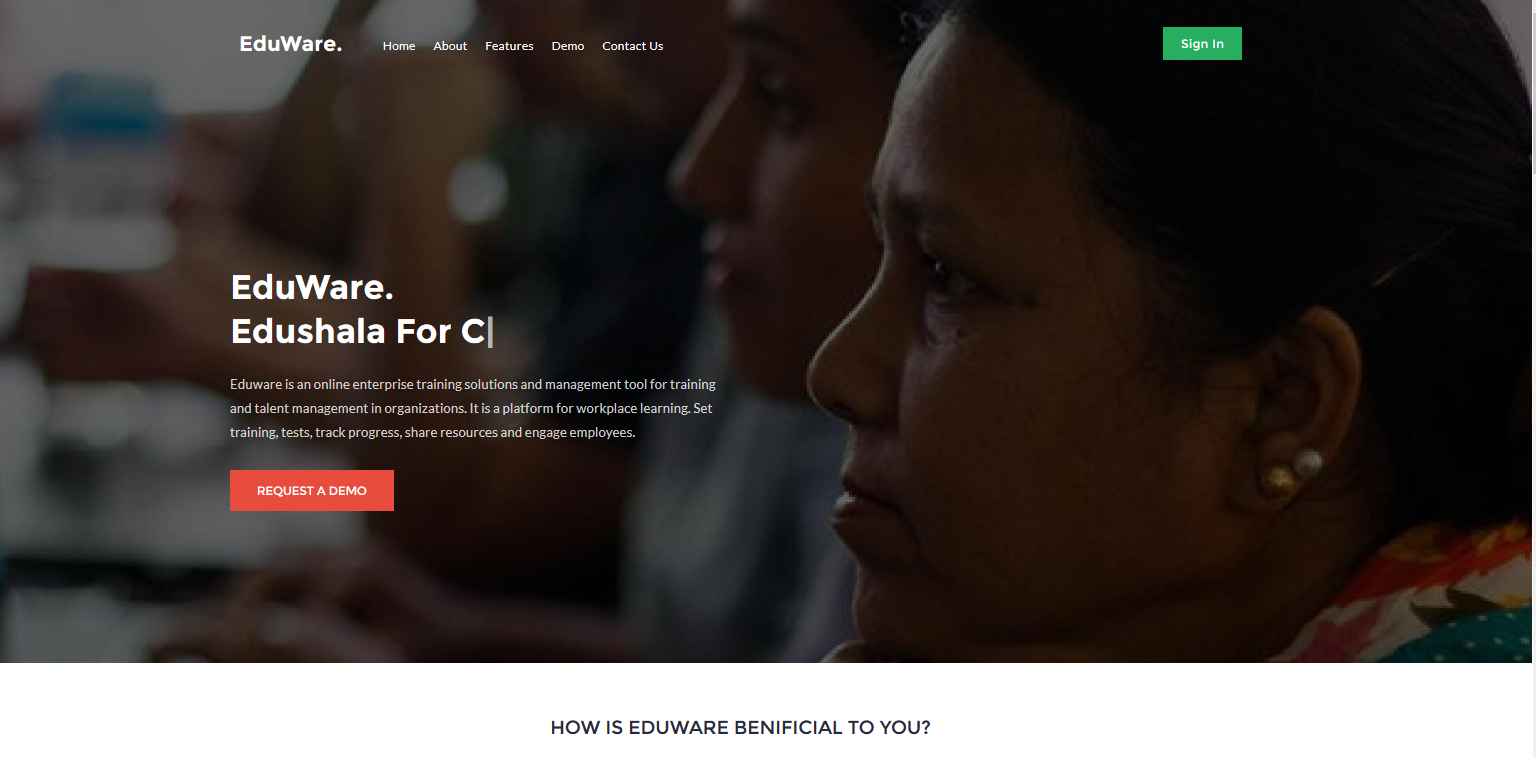 EduWare.
Home About Features Demo Contact Us
Sign In
EduWare.
Edushala For C|
Eduware is an online enterprise training solutions and management tool for training
and talent management in organizations. It is a platform for workplace learning. Set
training, tests, track progress, share resources and engage employees.
REQUEST A DEMO
HOW IS EDUWARE BENIFICIAL TO YOU?